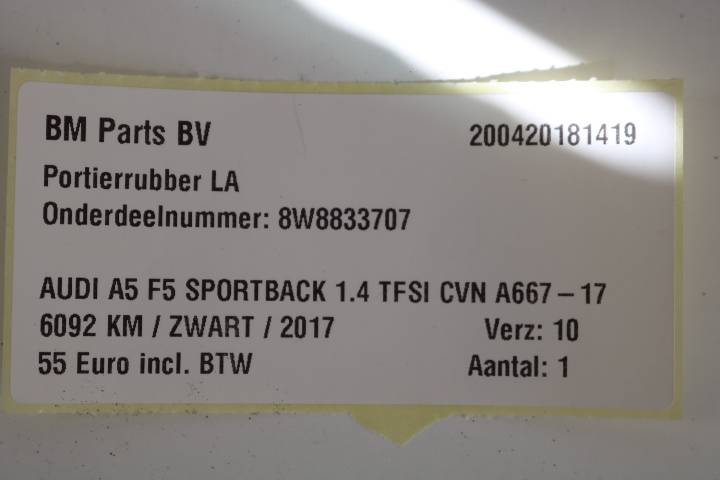 BM Parts BV 200420181419
Portierrubber LA
Onderdeelnummer: 8W8833707
AUDI A5 F5 SPORTBACK 1.4 TFSI CVN A667 – 17
6092 KM / ZWART / 2017 Verz: 10
55 Euro incl. BTW Aantal: 1